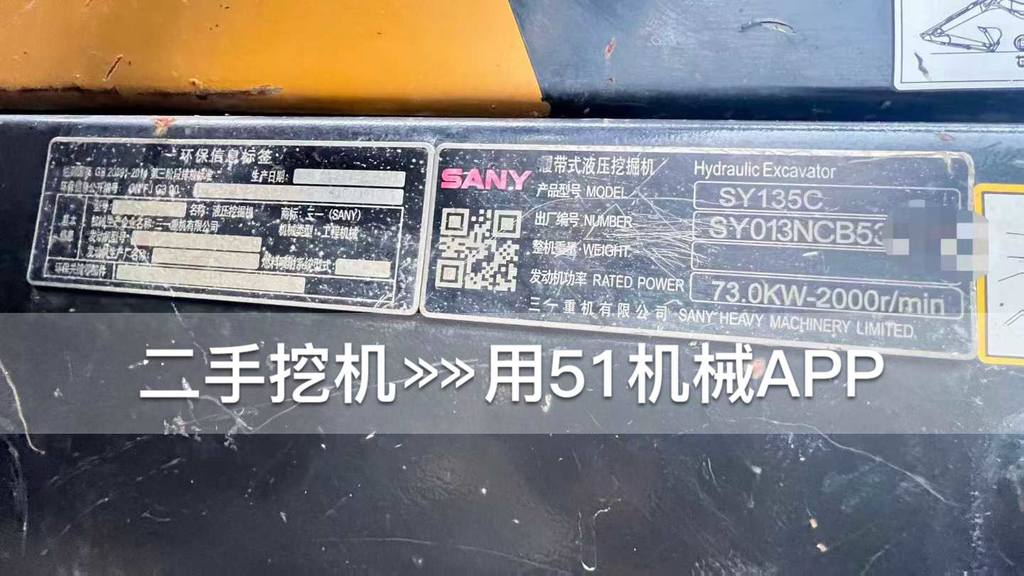 环保信息标签
生产日期:
名称: 液压挖掘机 商标: 三一 (SANY)
机械类型: 工程机械
SANY
履带式液压挖掘机 Hydraulic Excavator
产品型号 MODEL SY135C
出厂编号 NUMBER SY013NCB53
整机重量 WEIGHT
发动机功率 RATED POWER 73.0KW-2000r/min
三一重机有限公司 SANY HEAVY MACHINERY LIMITED.
二手挖机>>>>用51机械APP